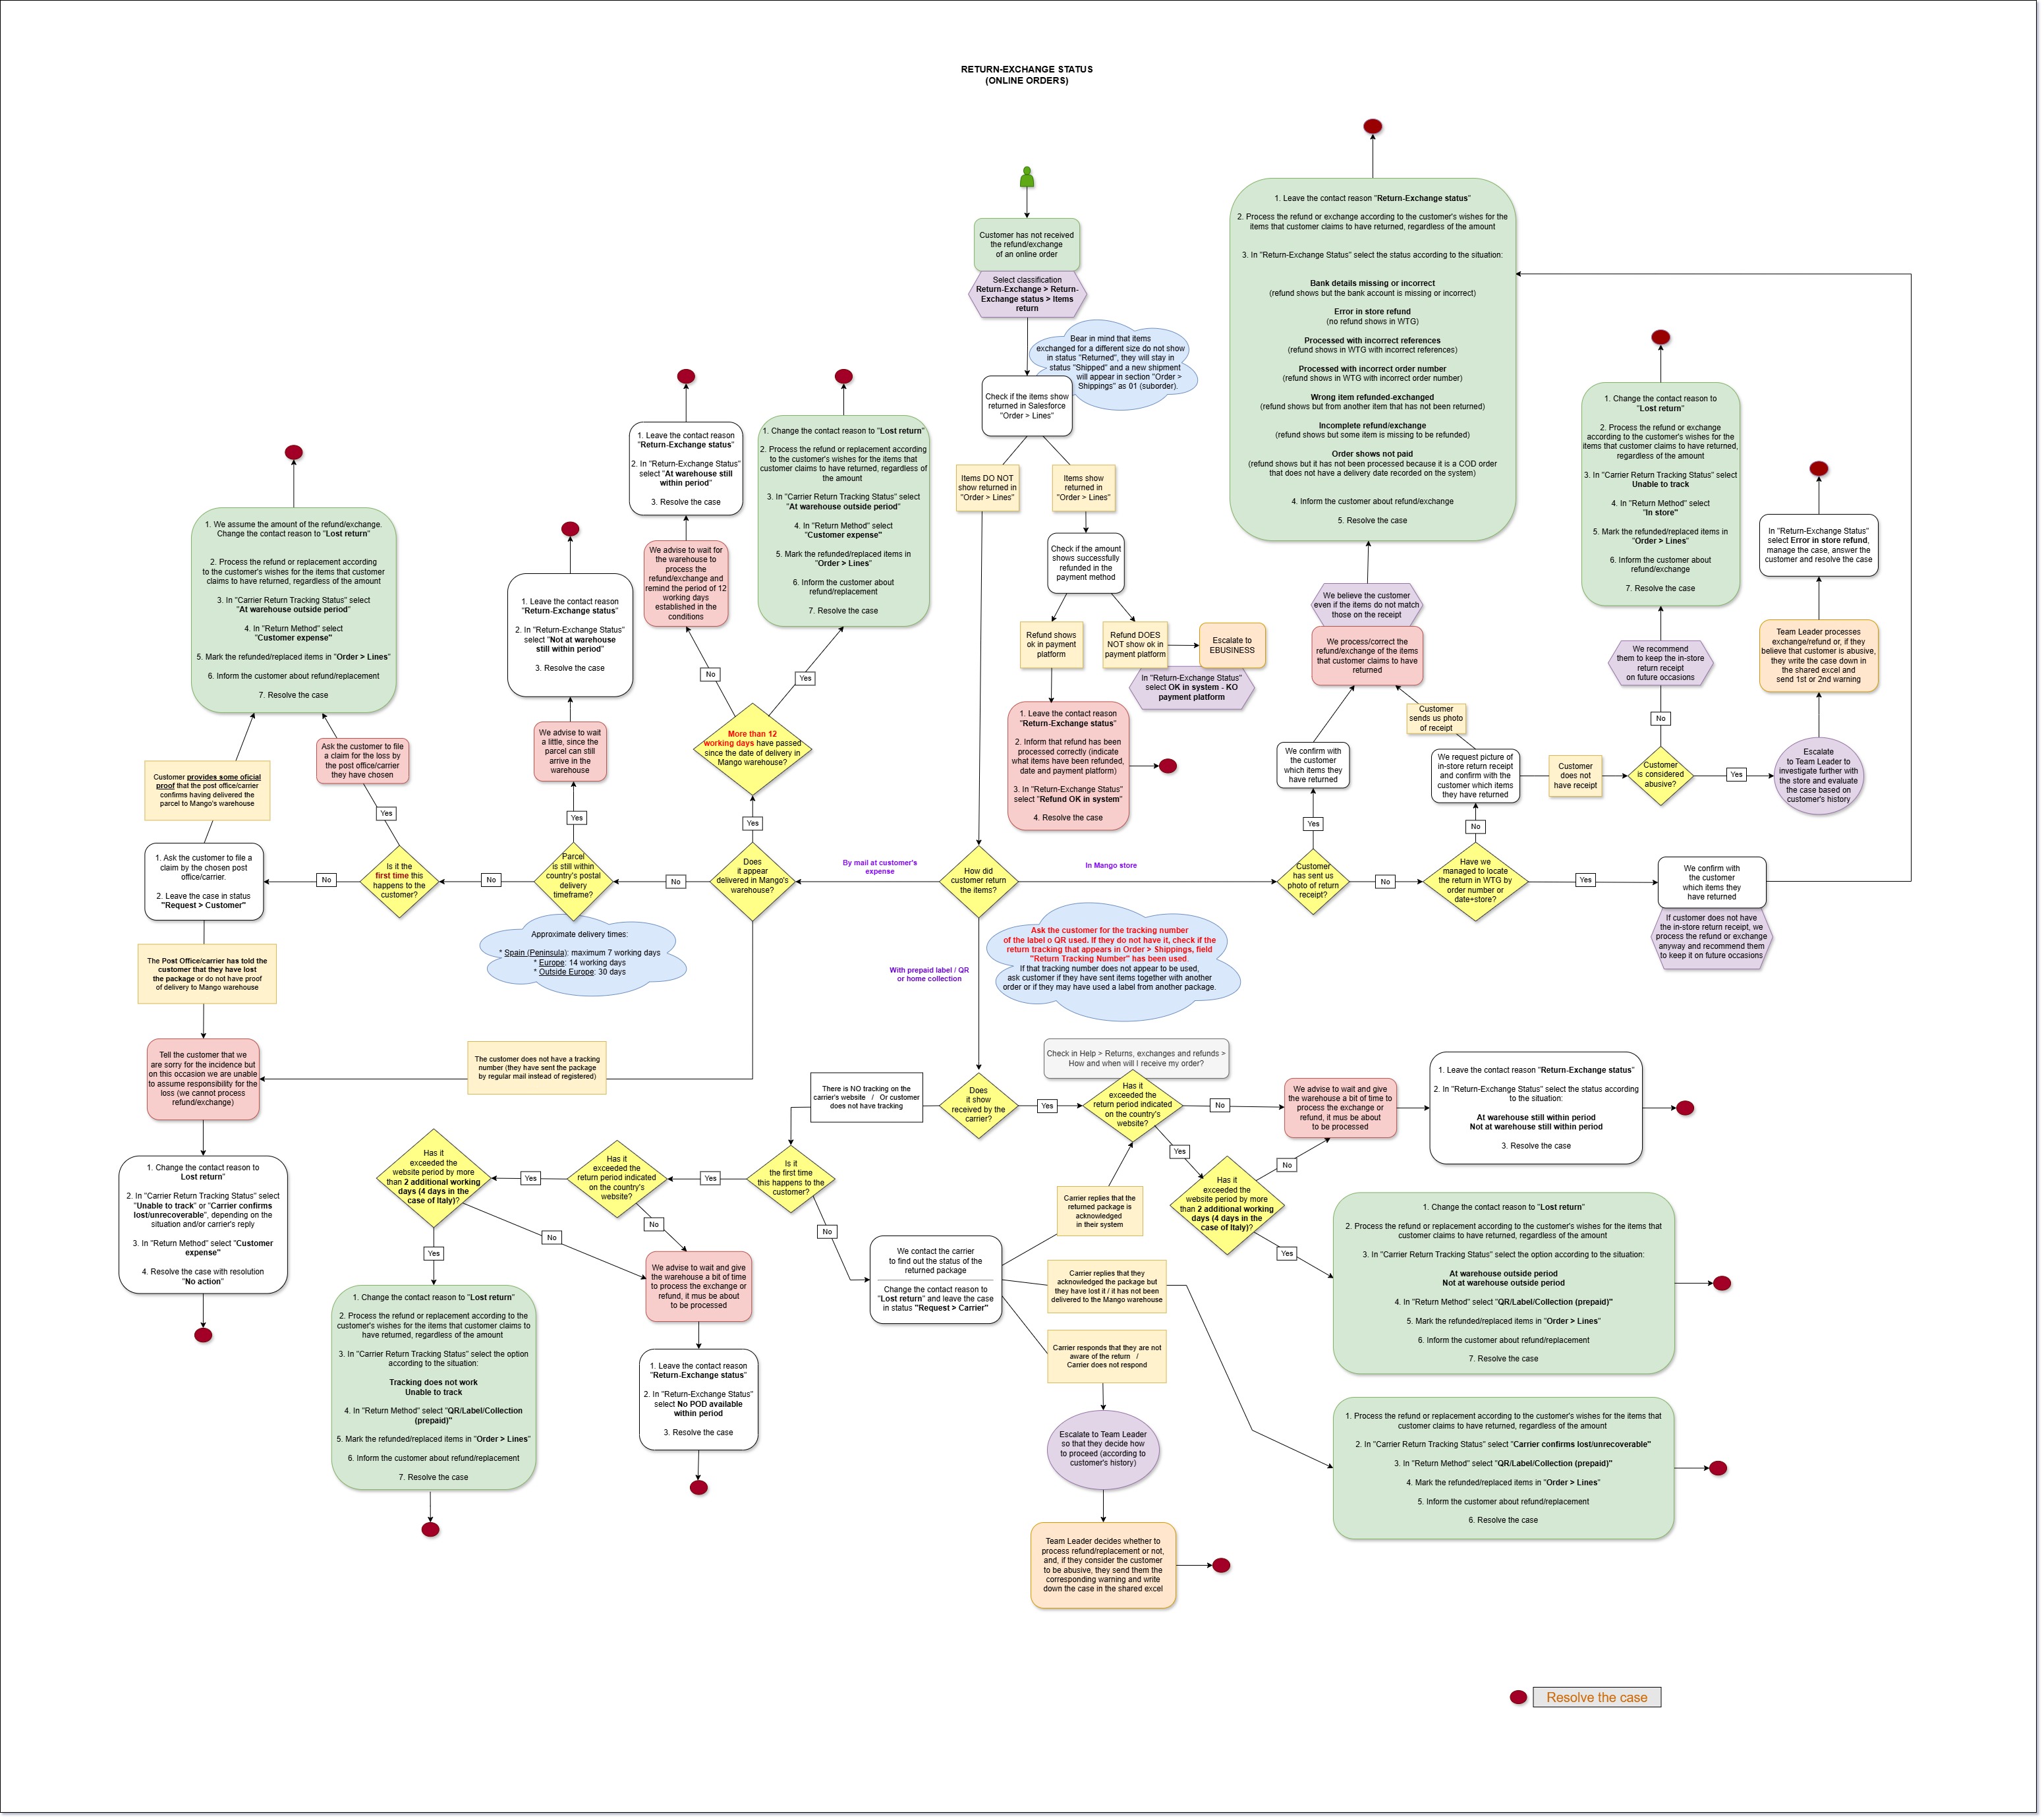 RETURN-EXCHANGE STATUS
(ONLINE ORDERS)
Customer has not received
the refund/exchange
of an online order
Select classification
Return-Exchange > Return-
Exchange status > Items
return
Bear in mind that items
exchanged for a different size do not show
in status "Returned", they will stay in
status "Shipped" and a new shipment
will appear in section "Order >
Shippings" as 01 (suborder).
Check if the items show
returned in Salesforce
"Order > Lines"
Items DO NOT
show returned in
"Order > Lines"
Items show
returned in
"Order > Lines"
Check if the amount
shows successfully
refunded in the
payment method
Refund shows
ok in payment
platform
Refund DOES
NOT show ok in
payment platform
Escalate to
EBUSINESS
In "Return-Exchange Status"
select OK in system - KO
payment platform
1. Leave the contact reason
"Return-Exchange status"
2. Inform that refund has been
processed correctly (indicate
what items have been refunded,
date and payment platform)
3. In "Return-Exchange Status"
select "Refund OK in system"
4. Resolve the case
1. Leave the contact reason "Return-Exchange status"
2. Process the refund or exchange according to the customer's wishes for the
items that customer claims to have returned, regardless of the amount
3. In "Return-Exchange Status" select the status according to the situation:
Bank details missing or incorrect
(refund shows but the bank account is missing or incorrect)
Error in store refund
(no refund shows in WTG)
Processed with incorrect references
(refund shows in WTG with incorrect references)
Processed with incorrect order number
(refund shows in WTG with incorrect order number)
Wrong item refunded-exchanged
(refund shows but from another item that has not been returned)
Incomplete refund/exchange
(refund shows but some item is missing to be refunded)
Order shows not paid
(refund shows but it has not been processed because it is a COD order
that does not have a delivery date recorded on the system)
4. Inform the customer about refund/exchange
5. Resolve the case
We believe the customer
even if the items do not match
those on the receipt
We process/correct the
refund/exchange of the items
that customer claims to have
returned
Customer
sends us photo
of receipt
We confirm with
the customer
which items they
have returned
We request picture of
in-store return receipt
and confirm with the
customer which items
they have returned
Customer
does not
have receipt
Customer
is considered
abusive?
No
Yes
We recommend
them to keep the in-store
return receipt
on future occasions
1. Change the contact reason to
"Lost return"
2. Process the refund or exchange
according to the customer's wishes for the
items that customer claims to have returned,
regardless of the amount
3. In "Carrier Return Tracking Status" select
Unable to track
4. In "Return Method" select
"In store"
5. Mark the refunded/replaced items in
"Order > Lines"
6. Inform the customer about
refund/exchange
7. Resolve the case
In "Return-Exchange Status"
select Error in store refund,
manage the case, answer the
customer and resolve the case
Team Leader processes
exchange/refund or, if they
believe that customer is abusive,
they write the case down in
the shared excel and
send 1st or 2nd warning
Escalate
to Team Leader to
investigate further with
the store and evaluate
the case based on
customer's history
Yes
No
Customer
has sent us
photo of return
receipt?
No
Have we
managed to locate
the return in WTG by
order number or
date+store?
Yes
We confirm with
the customer
which items they
have returned
If customer does not have
the in-store return receipt, we
process the refund or exchange
anyway and recommend them
to keep it on future occasions
In Mango store
How did
customer return
the items?
By mail at customer's
expense
With prepaid label / QR
or home collection
Ask the customer for the tracking number
of the label o QR used. If they do not have it, check if the
return tracking that appears in Order > Shippings, field
"Return Tracking Number" has been used.
If that tracking number does not appear to be used,
ask customer if they have sent items together with another
order or if they may have used a label from another package.
Does
it appear
delivered in Mango's
warehouse?
Yes
More than 12
working days have passed
since the date of delivery in
Mango warehouse?
No
Yes
We advise to wait for
the warehouse to
process the
refund/exchange and
remind the period of 12
working days
established in the
conditions
1. Leave the contact reason
"Return-Exchange status"
2. In "Return-Exchange Status"
select "At warehouse still
within period"
3. Resolve the case
1. Change the contact reason to "Lost return"
2. Process the refund or replacement according
to the customer's wishes for the items that
customer claims to have returned, regardless of
the amount
3. In "Carrier Return Tracking Status" select
"At warehouse outside period"
4. In "Return Method" select
"Customer expense"
5. Mark the refunded/replaced items in
"Order > Lines"
6. Inform the customer about
refund/replacement
7. Resolve the case
No
Parcel
is still within
country's postal
delivery
timeframe?
Yes
We advise to wait
a little, since the
parcel can still
arrive in the
warehouse
1. Leave the contact reason
"Return-Exchange status"
2. In "Return-Exchange Status"
select "Not at warehouse
still within period"
3. Resolve the case
Approximate delivery times:
* Spain (Peninsula): maximum 7 working days
* Europe: 14 working days
* Outside Europe: 30 days
No
Is it the
first time this
happens to the
customer?
Yes
Ask the customer to file
a claim for the loss by
the post office/carrier
they have chosen
1. We assume the amount of the refund/exchange.
Change the contact reason to "Lost return"
2. Process the refund or replacement according
to the customer's wishes for the items that customer
claims to have returned, regardless of the amount
3. In "Carrier Return Tracking Status" select
"At warehouse outside period"
4. In "Return Method" select
"Customer expense"
5. Mark the refunded/replaced items in "Order > Lines"
6. Inform the customer about refund/replacement
7. Resolve the case
No
Customer provides some oficial
proof that the post office/carrier
confirms having delivered the
parcel to Mango's warehouse
1. Ask the customer to file a
claim by the chosen post
office/carrier.
2. Leave the case in status
"Request > Customer"
The Post Office/carrier has told the
customer that they have lost
the package or do not have proof
of delivery to Mango warehouse
Tell the customer that we
are sorry for the incidence but
on this occasion we are unable
to assume responsibility for the
loss (we cannot process
refund/exchange)
The customer does not have a tracking
number (they have sent the package
by regular mail instead of registered)
1. Change the contact reason to
Lost return"
2. In "Carrier Return Tracking Status" select
"Unable to track" or "Carrier confirms
lost/unrecoverable", depending on the
situation and/or carrier's reply
3. In "Return Method" select "Customer
expense"
4. Resolve the case with resolution
"No action"
Does
it show
received by the
carrier?
There is NO tracking on the
carrier's website / Or customer
does not have tracking
Yes
Check in Help > Returns, exchanges and refunds >
How and when will I receive my order?
Has it
exceeded the
return period indicated
on the country's
website?
No
We advise to wait and give
the warehouse a bit of time to
process the exchange or
refund, it mus be about
to be processed
1. Leave the contact reason "Return-Exchange status"
2. In "Return-Exchange Status" select the status according
to the situation:
At warehouse still within period
Not at warehouse still within period
3. Resolve the case
Yes
No
Has it
exceeded the
website period by more
than 2 additional working
days (4 days in the
case of Italy)?
Yes
1. Change the contact reason to "Lost return"
2. Process the refund or replacement according to the customer's wishes for the items that
customer claims to have returned, regardless of the amount
3. In "Carrier Return Tracking Status" select the option according to the situation:
At warehouse outside period
Not at warehouse outside period
4. In "Return Method" select "QR/Label/Collection (prepaid)"
5. Mark the refunded/replaced items in "Order > Lines"
6. Inform the customer about refund/replacement
7. Resolve the case
Is it
the first time
this happens to the
customer?
Yes
Has it
exceeded the
return period indicated
on the country's
website?
Yes
Has it
exceeded the
website period by more
than 2 additional working
days (4 days in the
case of Italy)?
No
No
Yes
We advise to wait and give
the warehouse a bit of time
to process the exchange or
refund, it mus be about
to be processed
1. Leave the contact reason
"Return-Exchange status"
2. In "Return-Exchange Status"
select No POD available
within period
3. Resolve the case
1. Change the contact reason to "Lost return"
2. Process the refund or replacement according to the
customer's wishes for the items that customer claims to
have returned, regardless of the amount
3. In "Carrier Return Tracking Status" select the option
according to the situation:
Tracking does not work
Unable to track
4. In "Return Method" select "QR/Label/Collection
(prepaid)"
5. Mark the refunded/replaced items in "Order > Lines"
6. Inform the customer about refund/replacement
7. Resolve the case
No
We contact the carrier
to find out the status of the
returned package
Change the contact reason to
"Lost return" and leave the case
in status "Request > Carrier"
Carrier replies that the
returned package is
acknowledged
in their system
Carrier replies that they
acknowledged the package but
they have lost it / it has not been
delivered to the Mango warehouse
Carrier responds that they are not
aware of the return /
Carrier does not respond
Escalate to Team Leader
so that they decide how
to proceed (according to
customer's history)
Team Leader decides whether to
process refund/replacement or not,
and, if they consider the customer
to be abusive, they send them the
corresponding warning and write
down the case in the shared excel
1. Process the refund or replacement according to the customer's wishes for the items that
customer claims to have returned, regardless of the amount
2. In "Carrier Return Tracking Status" select "Carrier confirms lost/unrecoverable"
3. In "Return Method" select "QR/Label/Collection (prepaid)"
4. Mark the refunded/replaced items in "Order > Lines"
5. Inform the customer about refund/replacement
6. Resolve the case
Resolve the case